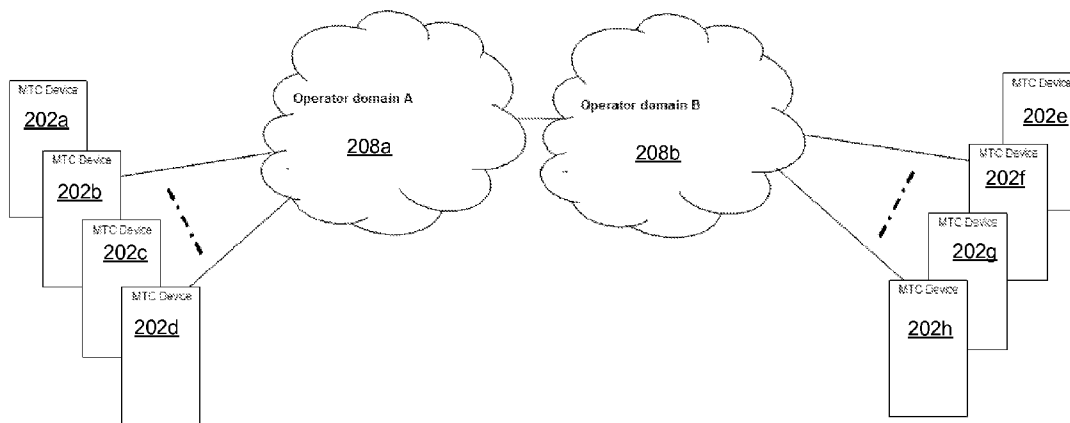 MTC Device
202a
MTC Device
202b
MTC Device
202c
MTC Device
202d
Operator domain A
208a
Operator domain B
208b
MTC Device
202e
MTC Device
202f
MTC Device
202g
MTC Device
202h